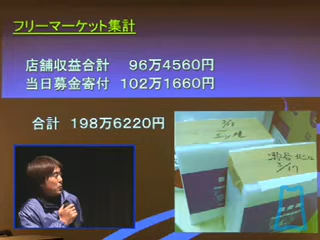 フリーマーケット集計
店舗収益合計　96万4560円
当日募金寄付　102万1660円
合計　198万6220円